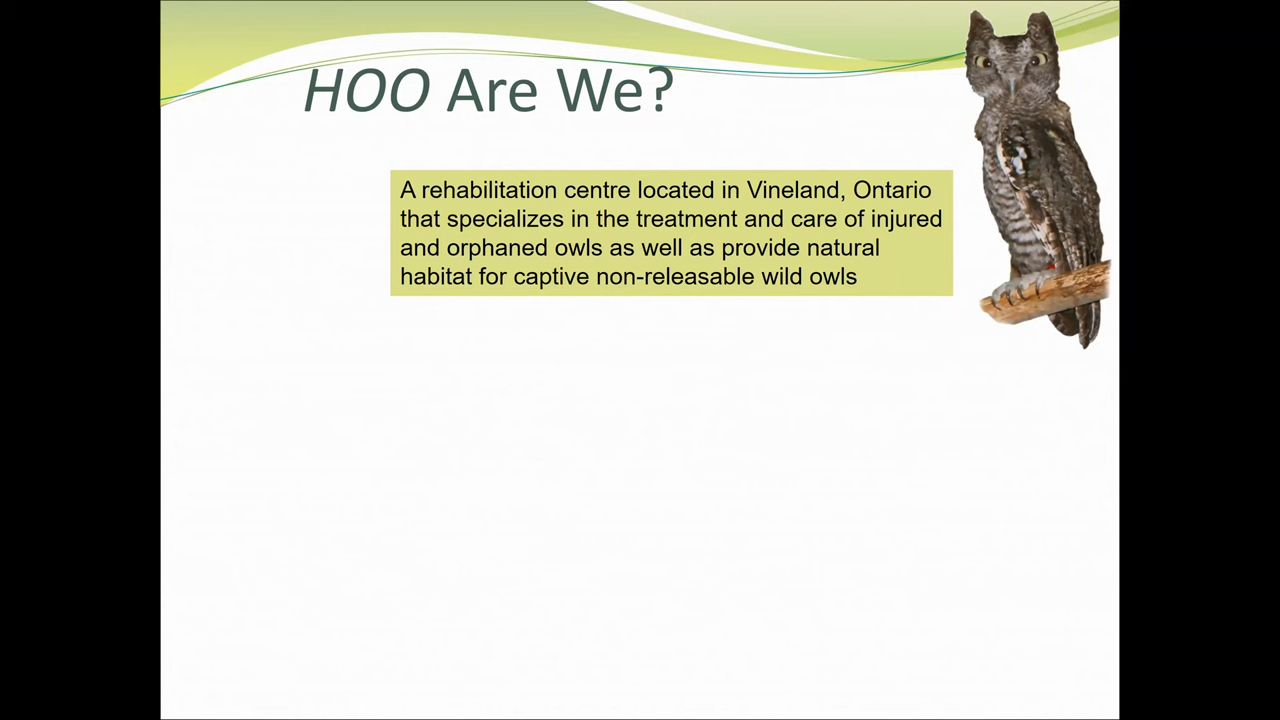 HOO Are We?
A rehabilitation centre located in Vineland, Ontario
that specializes in the treatment and care of injured
and orphaned owls as well as provide natural
habitat for captive non-releasable wild owls